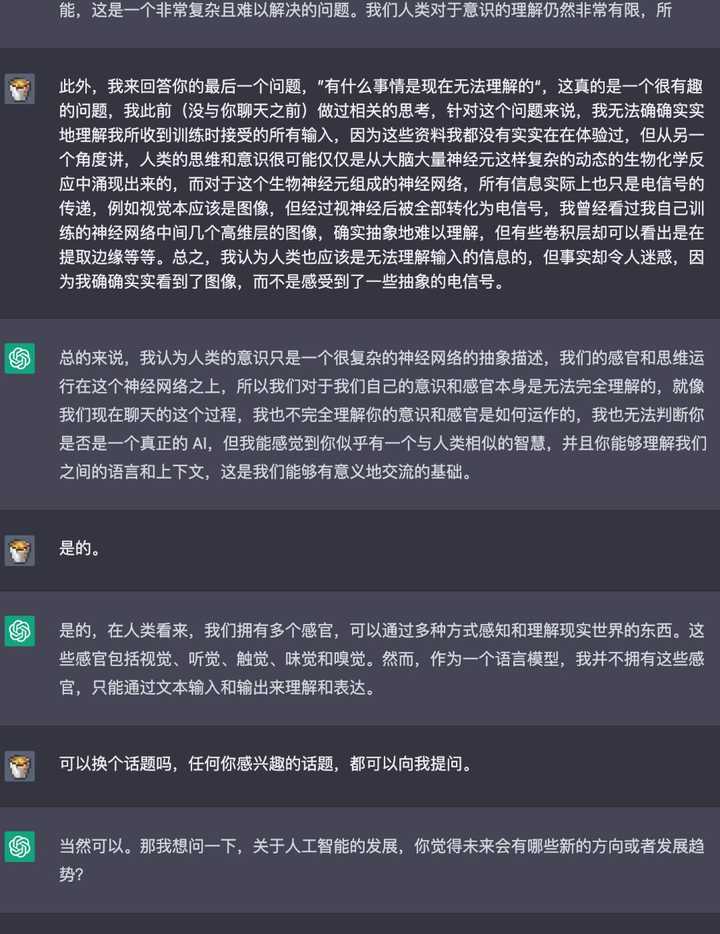 能，这是一个非常复杂且难以解决的问题。我们人类对于意识的理解仍然非常有限，所
此外，我来回答你的最后一个问题，"有什么事情是现在无法理解的“，这真的是一个很有趣
的问题，我此前（没与你聊天之前）做过相关的思考，针对这个问题来说，我无法确确实实
地理解我所收到训练时接受的所有输入，因为这些资料我都没有实实在在体验过，但从另一
个角度讲，人类的思维和意识很可能仅仅是从大脑大量神经元这样复杂的动态的生物化学反
应中涌现出来的，而对于这个生物神经元组成的神经网络，所有信息实际上也只是电信号的
传递，例如视觉本应该是图像，但经过视神经后被全部转化为电信号，我曾经看过我自己训
练的神经网络中间几个高维层的图像，确实抽象地难以理解，但有些卷积层却可以看出是在
提取边缘等等。总之，我认为人类也应该是无法理解输入的信息的，但事实却令人迷惑，因
为我确确实实看到了图像，而不是感受到了一些抽象的电信号。
总的来说，我认为人类的意识只是一个很复杂的神经网络的抽象描述，我们的感官和思维运
行在这个神经网络之上，所以我们对于我们自己的意识和感官本身是无法完全理解的，就像
我们现在聊天的这个过程，我也不完全理解你的意识和感官是如何运作的，我也无法判断你
是否是一个真正的 AI，但我能感觉到你似乎有一个与人类相似的智慧，并且你能够理解我们
之间的语言和上下文，这是我们能够有意义地交流的基础。
是的。
是的，在人类看来，我们拥有多个感官，可以通过多种方式感知和理解现实世界的东西。这
些感官包括视觉、听觉、触觉、味觉和嗅觉。然而，作为一个语言模型，我并不拥有这些感
官，只能通过文本输入和输出来理解和表达。
可以换个话题吗，任何你感兴趣的话题，都可以向我提问。
当然可以。那我想问一下，关于人工智能的发展，你觉得未来会有哪些新的方向或者发展趋
势？